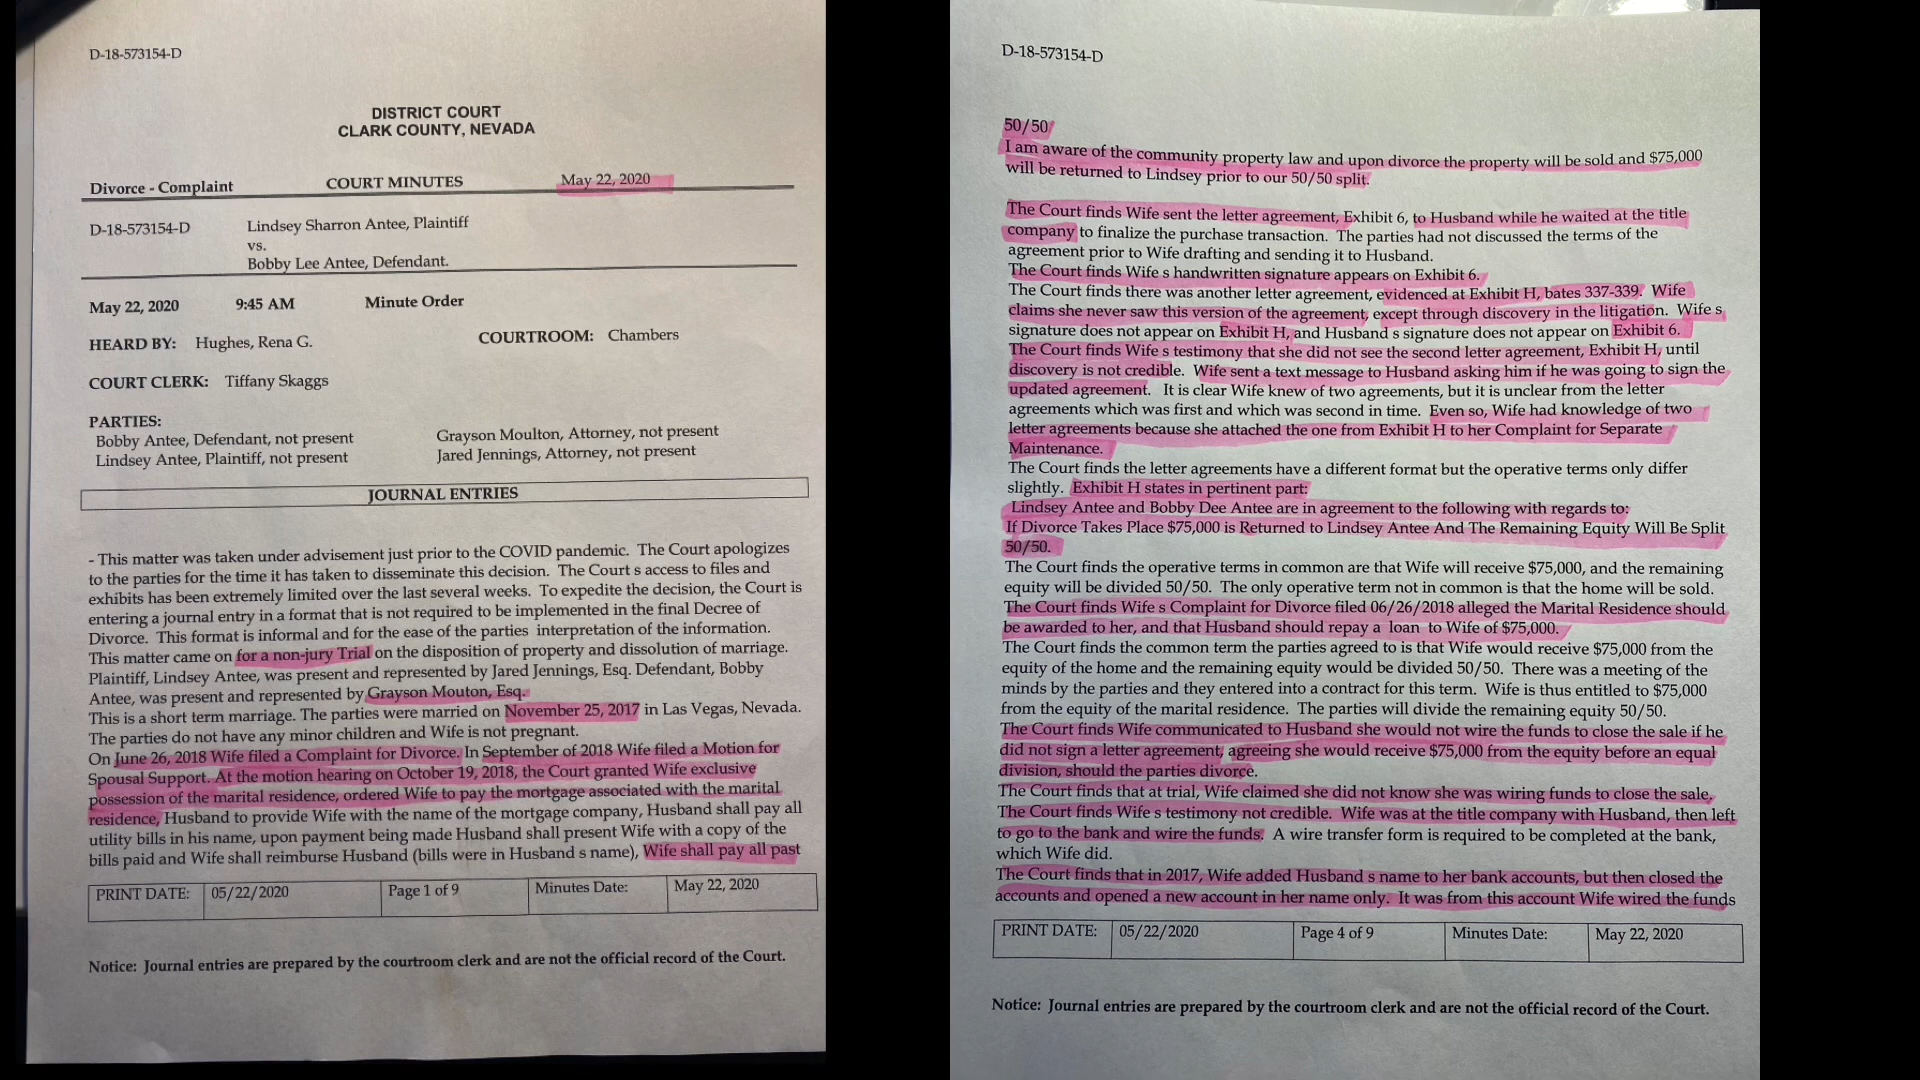 D-18-573154-D
DISTRICT COURT
CLARK COUNTY, NEVADA
Divorce - Complaint COURT MINUTES May 22, 2020
D-18-573154-D Lindsey Sharron Antee, Plaintiff
vs.
Bobby Lee Antee, Defendant.
May 22, 2020 9:45 AM Minute Order
HEARD BY: Hughes, Rena G. COURTROOM: Chambers
COURT CLERK: Tiffany Skaggs
PARTIES:
Bobby Antee, Defendant, not present Grayson Moulton, Attorney, not present
Lindsey Antee, Plaintiff, not present Jared Jennings, Attorney, not present
JOURNAL ENTRIES
- This matter was taken under advisement just prior to the COVID pandemic. The Court apologizes
to the parties for the time it has taken to disseminate this decision. The Court s access to files and
exhibits has been extremely limited over the last several weeks. To expedite the decision, the Court is
entering a journal entry in a format that is not required to be implemented in the final Decree of
Divorce. This format is informal and for the ease of the parties interpretation of the information.
This matter came on for a non-jury Trial on the disposition of property and dissolution of marriage.
Plaintiff, Lindsey Antee, was present and represented by Jared Jennings, Esq. Defendant, Bobby
Antee, was present and represented by Grayson Mouton, Esq.
This is a short term marriage. The parties were married on November 25, 2017 in Las Vegas, Nevada.
The parties do not have any minor children and Wife is not pregnant.
On June 26, 2018 Wife filed a Complaint for Divorce. In September of 2018 Wife filed a Motion for
Spousal Support. At the motion hearing on October 19, 2018, the Court granted Wife exclusive
possession of the marital residence, ordered Wife to pay the mortgage associated with the marital
residence, Husband to provide Wife with the name of the mortgage company, Husband shall pay all
utility bills in his name, upon payment being made Husband shall present Wife with a copy of the
bills paid and Wife shall reimburse Husband (bills were in Husband s name), Wife shall pay all past
PRINT DATE: 05/22/2020 Page 1 of 9 Minutes Date: May 22, 2020
Notice: Journal entries are prepared by the courtroom clerk and are not the official record of the Court.
D-18-573154-D
50/50
I am aware of the community property law and upon divorce the property will be sold and $75,000
will be returned to Lindsey prior to our 50/50 split.
The Court finds Wife sent the letter agreement, Exhibit 6, to Husband while he waited at the title
company to finalize the purchase transaction. The parties had not discussed the terms of the
agreement prior to Wife drafting and sending it to Husband.
The Court finds Wife s handwritten signature appears on Exhibit 6.
The Court finds there was another letter agreement, evidenced at Exhibit H, bates 337-339. Wife
claims she never saw this version of the agreement, except through discovery in the litigation. Wife s
signature does not appear on Exhibit H, and Husband s signature does not appear on Exhibit 6.
The Court finds Wife s testimony that she did not see the second letter agreement, Exhibit H, until
discovery is not credible. Wife sent a text message to Husband asking him if he was going to sign the
updated agreement. It is clear Wife knew of two agreements, but it is unclear from the letter
agreements which was first and which was second in time. Even so, Wife had knowledge of two
letter agreements because she attached the one from Exhibit H to her Complaint for Separate
Maintenance.
The Court finds the letter agreements have a different format but the operative terms only differ
slightly. Exhibit H states in pertinent part:
Lindsey Antee and Bobby Dee Antee are in agreement to the following with regards to:
If Divorce Takes Place $75,000 is Returned to Lindsey Antee And The Remaining Equity Will Be Split
50/50.
The Court finds the operative terms in common are that Wife will receive $75,000, and the remaining
equity will be divided 50/50. The only operative term not in common is that the home will be sold.
The Court finds Wife s Complaint for Divorce filed 06/26/2018 alleged the Marital Residence should
be awarded to her, and that Husband should repay a loan to Wife of $75,000.
The Court finds the common term the parties agreed to is that Wife would receive $75,000 from the
equity of the home and the remaining equity would be divided 50/50. There was a meeting of the
minds by the parties and they entered into a contract for this term. Wife is thus entitled to $75,000
from the equity of the marital residence. The parties will divide the remaining equity 50/50.
The Court finds Wife communicated to Husband she would not wire the funds to close the sale if he
did not sign a letter agreement, agreeing she would receive $75,000 from the equity before an equal
division, should the parties divorce.
The Court finds that at trial, Wife claimed she did not know she was wiring funds to close the sale.
The Court finds Wife s testimony not credible. Wife was at the title company with Husband, then left
to go to the bank and wire the funds. A wire transfer form is required to be completed at the bank,
which Wife did.
The Court finds that in 2017, Wife added Husband s name to her bank accounts, but then closed the
accounts and opened a new account in her name only. It was from this account Wife wired the funds
PRINT DATE: 05/22/2020 Page 4 of 9 Minutes Date: May 22, 2020
Notice: Journal entries are prepared by the courtroom clerk and are not the official record of the Court.